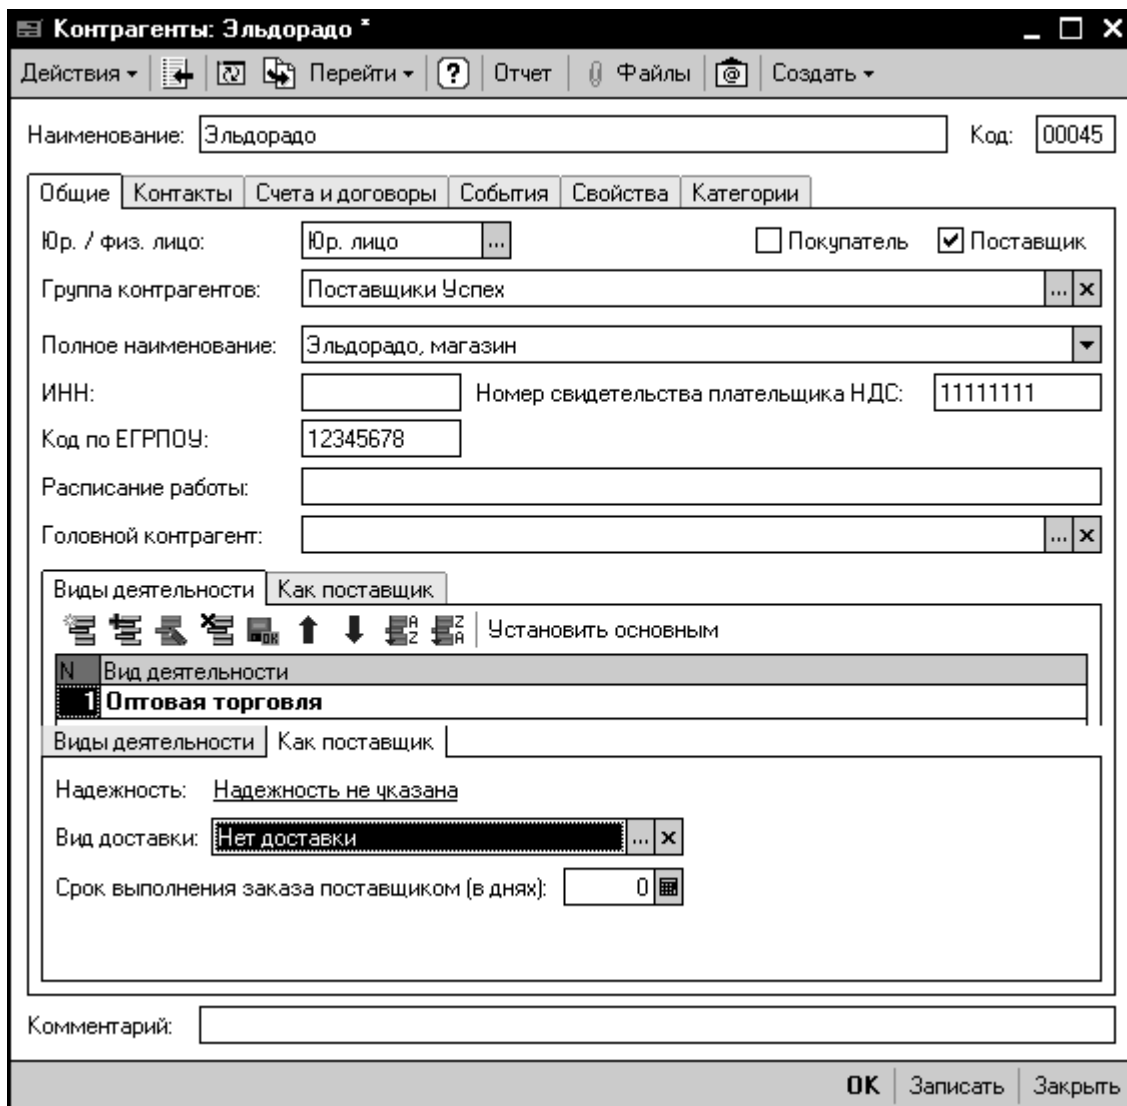 Контрагенты: Эльдорадо *
Действия Перейти ? Отчет Файлы @ Создать
Наименование: Эльдорадо Код: 00045
Общие Контакты Счета и договоры События Свойства Категории
Юр. / физ. лицо: Юр. лицо ... Покупатель Поставщик
Группа контрагентов: Поставщики Успех ... x
Полное наименование: Эльдорадо, магазин
ИНН: Номер свидетельства плательщика НДС: 11111111
Код по ЕГРПОУ: 12345678
Расписание работы:
Головной контрагент: ... x
Виды деятельности Как поставщик
OK A Z Z A Установить основным
N Вид деятельности
1 Оптовая торговля
Виды деятельности Как поставщик
Надежность: Надежность не указана
Вид доставки: Нет доставки ... x
Срок выполнения заказа поставщиком (в днях): 0
Комментарий:
OK Записать Закрыть